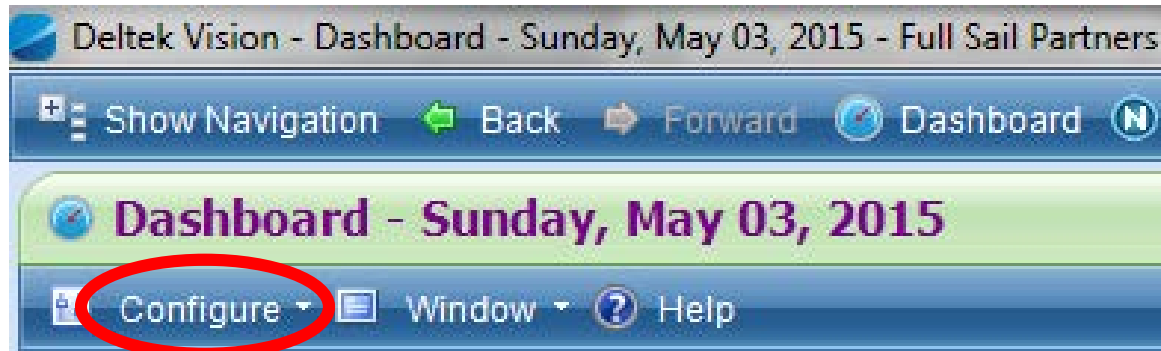 Deltek Vision - Dashboard - Sunday, May 03, 2015 - Full Sail Partners
Show Navigation Back Forward Dashboard N
Dashboard - Sunday, May 03, 2015
Configure Window Help